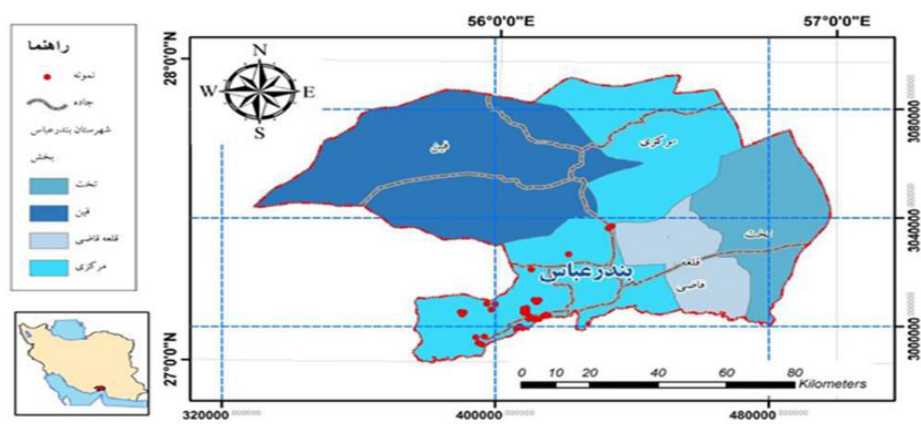 56°0'0"E
57°0'0"E
28°0'0"N
27°0'0"N
راهنما
نمونه
جاده
شهرستان بندرعباس
بخش
تخت
فین
قلعه قاضی
مرکزی
N
W
E
S
فین
مرکزی
تخت
قلعه
قاضی
بندرعباس
3080000
3040000
3000000
0 10 20 40 60 80
Kilometers
320000
400000
480000